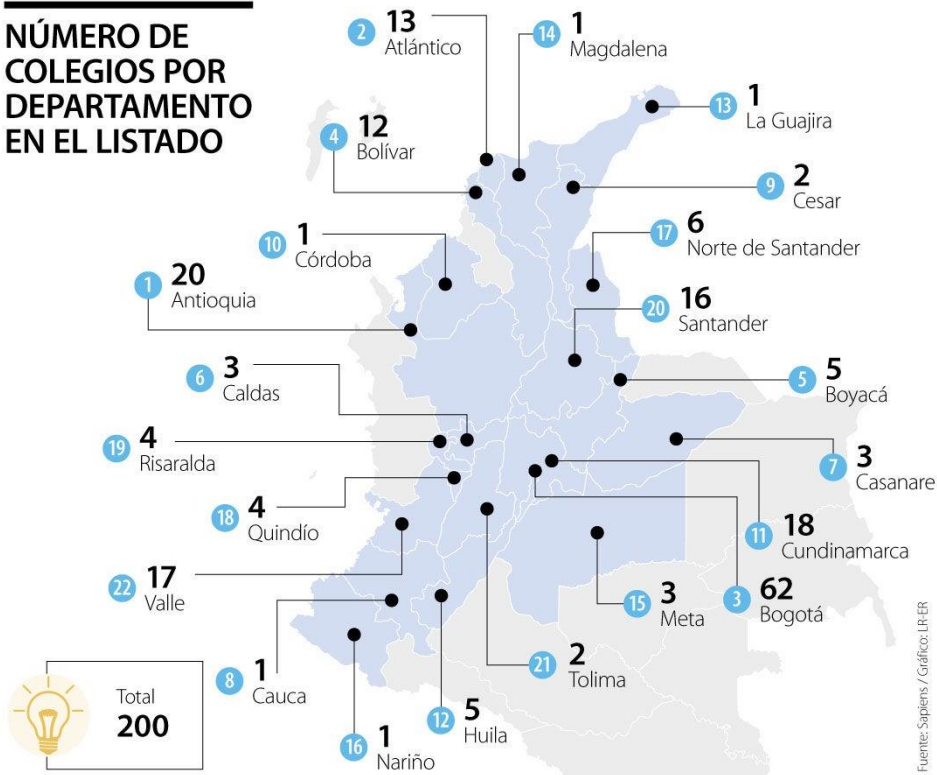 NÚMERO DE
COLEGIOS POR
DEPARTAMENTO
EN EL LISTADO
2 13
Atlántico
14 1
Magdalena
13 1
La Guajira
4 12
Bolívar
9 2
Cesar
10 1
Córdoba
17 6
Norte de Santander
1 20
Antioquia
20 16
Santander
6 3
Caldas
5 5
Boyacá
19 4
Risaralda
7 3
Casanare
18 4
Quindío
11 18
Cundinamarca
22 17
Valle
15 3
Meta
3 62
Bogotá
8 1
Cauca
21 2
Tolima
12 5
Huila
16 1
Nariño
Total
200
Fuente: Sapiens / Gráfico: LR-ER